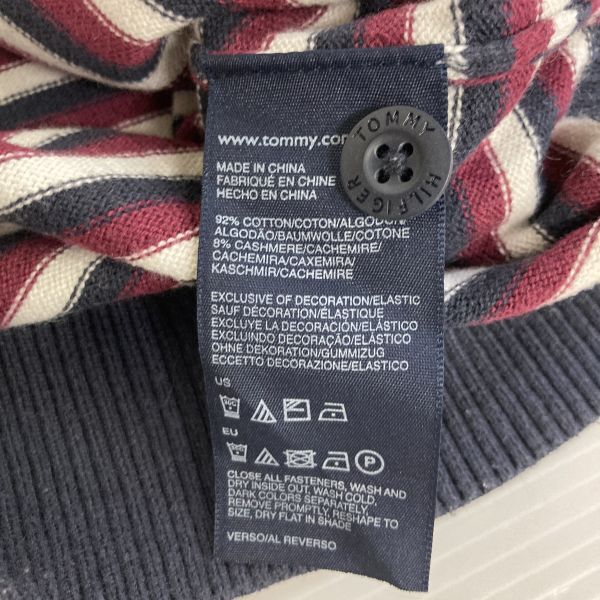 www.tommy.co
TOMMY
HILFIGER
MADE IN CHINA
FABRIQUÉ EN CHINE
HECHO EN CHINA
92% COTTON/COTON/ALGODÓN/
ALGODÃO/BAUMWOLLE/COTONE
8% CASHMERE/CACHEMIRE/
CACHEMIRA/CAXEMIRA/
KASCHMIR/CACHEMIRE
EXCLUSIVE OF DECORATION/ELASTIC
SAUF DÉCORATION/ÉLASTIQUE
EXCLUYE LA DECORACIÓN/ELÁSTICO
EXCLUINDO DECORAÇÃO/ELÁSTICO
OHNE DEKORATION/GUMMIZUG
ECCETTO DECORAZIONE/ELASTICO
US
EU
P
CLOSE ALL FASTENERS, WASH AND
DRY INSIDE OUT, WASH COLD,
DARK COLORS SEPARATELY,
REMOVE PROMPTLY, RESHAPE TO
SIZE, DRY FLAT IN SHADE
VERSO/AL REVERSO